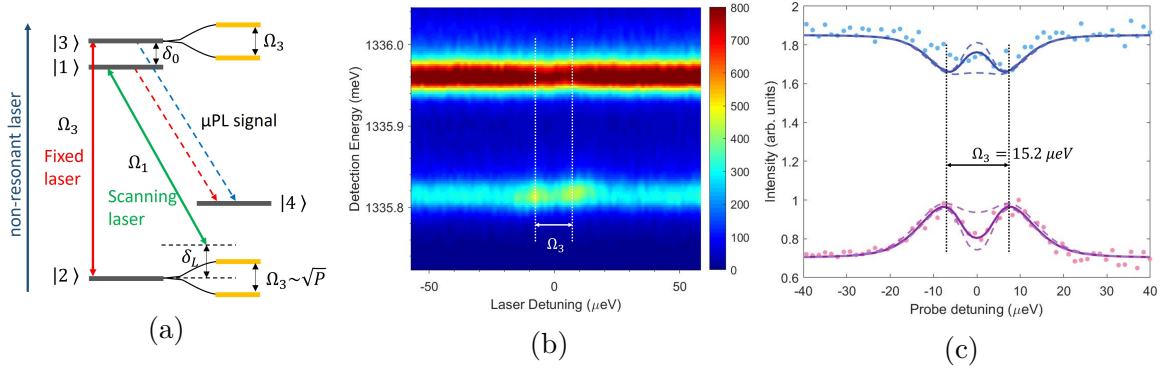 non-resonant laser
|3 ⟩
|1 ⟩
δ₀
Ω₃
Ω₃
Fixed
laser
Ω₁
Scanning
laser
μPL signal
|4 ⟩
δ_L
|2 ⟩
Ω₃~√P
(a)
Detection Energy (meV)
1336.0
1335.9
1335.8
Ω₃
-50
0
50
Laser Detuning (μeV)
800
700
600
500
400
300
200
100
0
(b)
Intensity (arb. units)
2
1.8
1.6
1.4
1.2
1
0.8
0.6
Ω₃ = 15.2 μeV
-40
-30
-20
-10
0
10
20
30
40
Probe detuning (μeV)
(c)